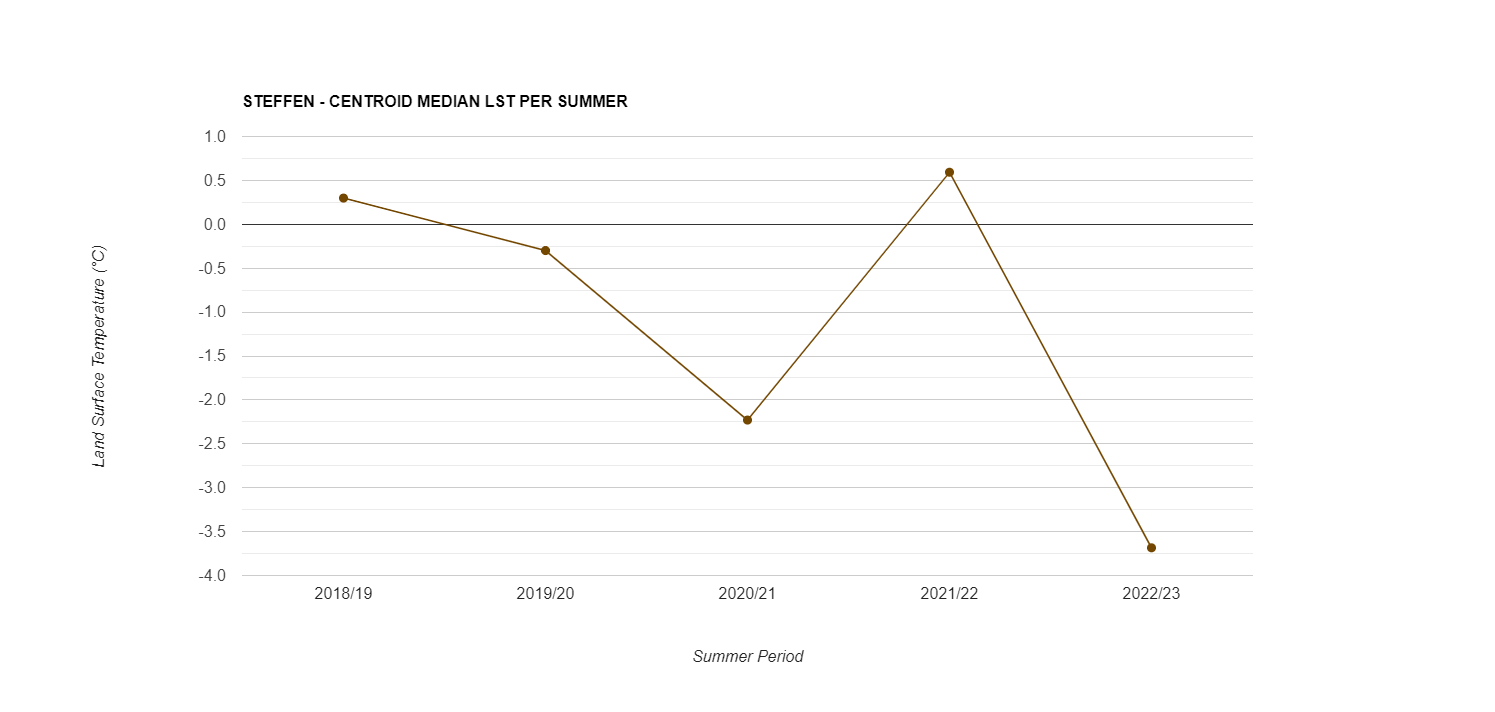 STEFFEN - CENTROID MEDIAN LST PER SUMMER
1.0
0.5
0.0
-0.5
-1.0
-1.5
-2.0
-2.5
-3.0
-3.5
-4.0
Land Surface Temperature (°C)
2018/19 2019/20 2020/21 2021/22 2022/23
Summer Period